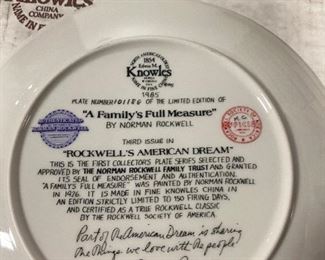 KNOWLES
CHINA
COMPANY
1854
Edwin M.
Knowles
1985
PLATE NUMBER 01186 OF THE LIMITED EDITION OF
"A Family's Full Measure"
BY NORMAN ROCKWELL
THIRD ISSUE IN
"ROCKWELL'S AMERICAN DREAM"
THIS IS THE FIRST COLLECTORS PLATE SERIES SELECTED AND
APPROVED BY THE NORMAN ROCKWELL FAMILY TRUST AND GRANTED
ITS SEAL OF ENDORSEMENT AND AUTHENTICATION.
"A FAMILY'S FULL MEASURE" WAS PAINTED BY NORMAN ROCKWELL
IN 1926. IT IS MADE IN FINE KNOWLES CHINA IN
AN EDITION STRICTLY LIMITED TO 150 FIRING DAYS,
AND CERTIFIED AS A TRUE ROCKWELL CLASSIC
BY THE ROCKWELL SOCIETY OF AMERICA.
Part of the American Dream is sharing
the things we love with the people